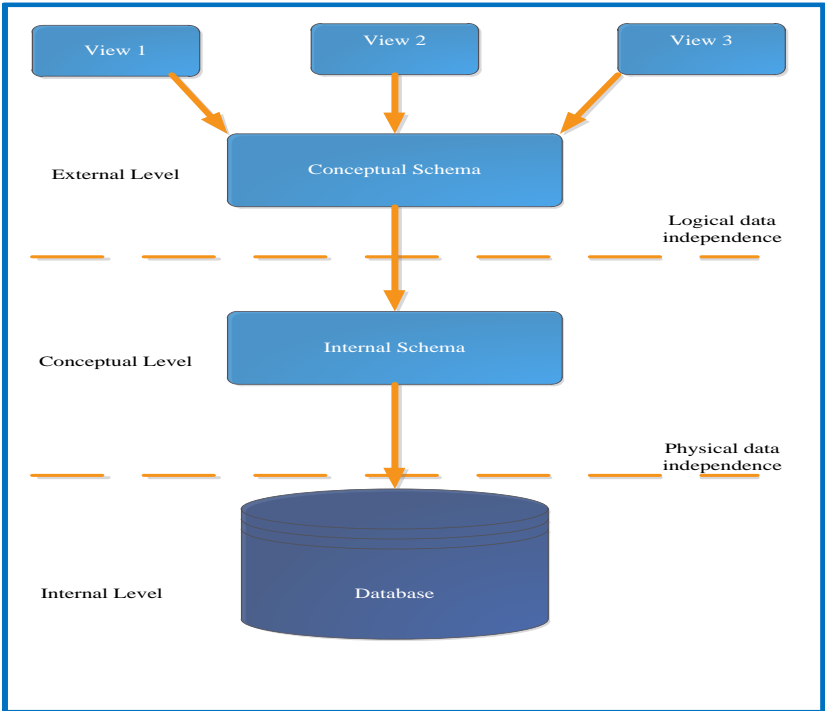 View 1
View 2
View 3
Conceptual Schema
External Level
Logical data
independence
Internal Schema
Conceptual Level
Physical data
independence
Internal Level
Database